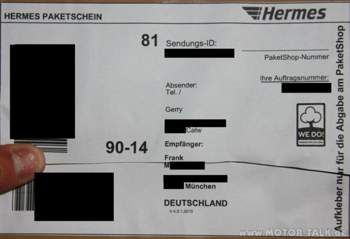 HERMES PAKETSCHEIN
Hermes
81
Sendungs-ID:
PaketShop-Nummer
Ihre Auftragsnummer:
Absender:
Tel. /
Gerry
Calw
WE DO!
90-14
Empfänger:
Frank
M
München
DEUTSCHLAND
Aufkleber nur für die Abgabe am PaketShop
WWW.MOTOR-TALK.DE